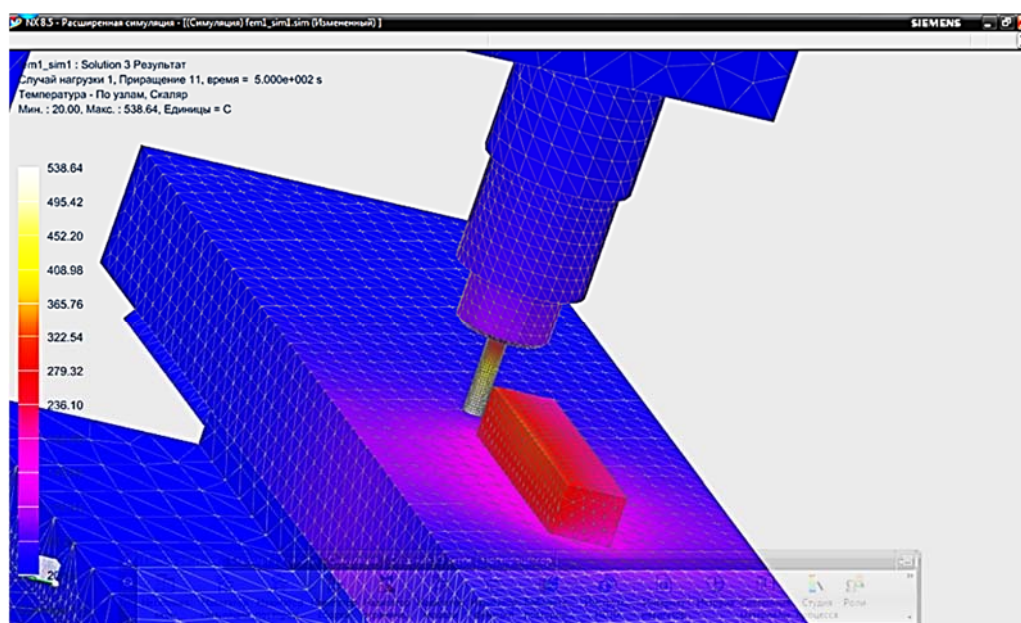 NX 8.5 - Расширенная симуляция - [(Симуляция) fem1_sim1.sim (Измененный) ]
SIEMENS
fem1_sim1 : Solution 3 Результат
Случай нагрузки 1, Приращение 11, время = 5.000e+002 s
Температура - По узлам, Скаляр
Мин. : 20.00, Макс. : 538.64, Единицы = C
538.64
495.42
452.20
408.98
365.76
322.54
279.32
236.10
Студия
Роли